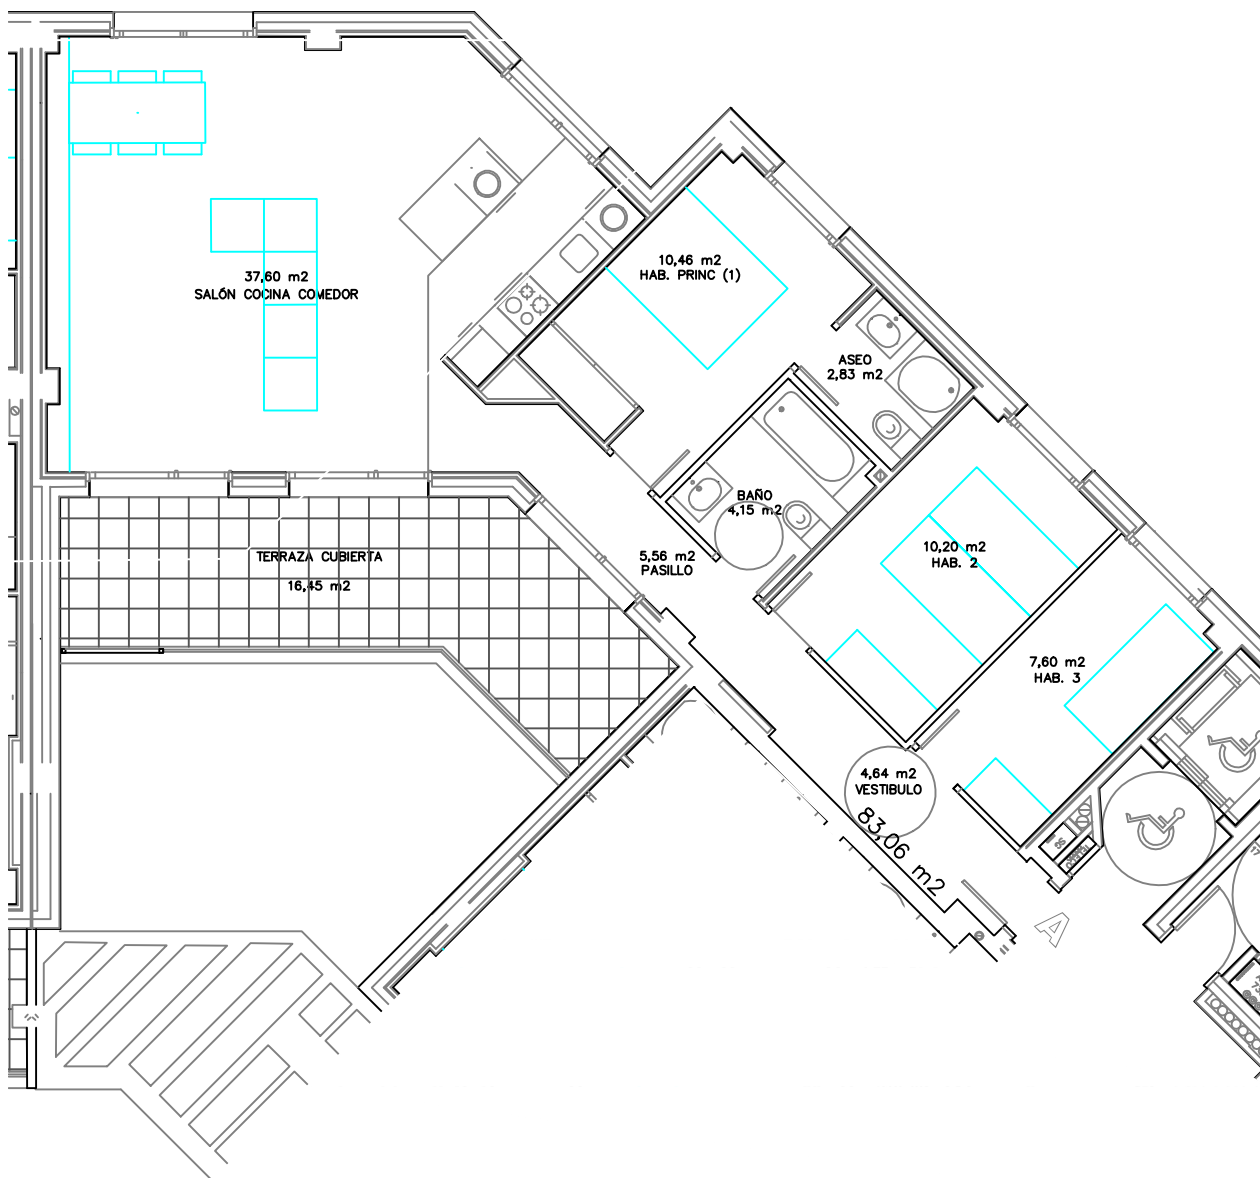 37,60 m2
SALÓN COCINA COMEDOR
10,46 m2
HAB. PRINC (1)
ASEO
2,83 m2
BAÑO
4,15 m2
5,56 m2
PASILLO
TERRAZA CUBIERTA
16,45 m2
10,20 m2
HAB. 2
7,60 m2
HAB. 3
4,64 m2
VESTIBULO
83,06 m2
A